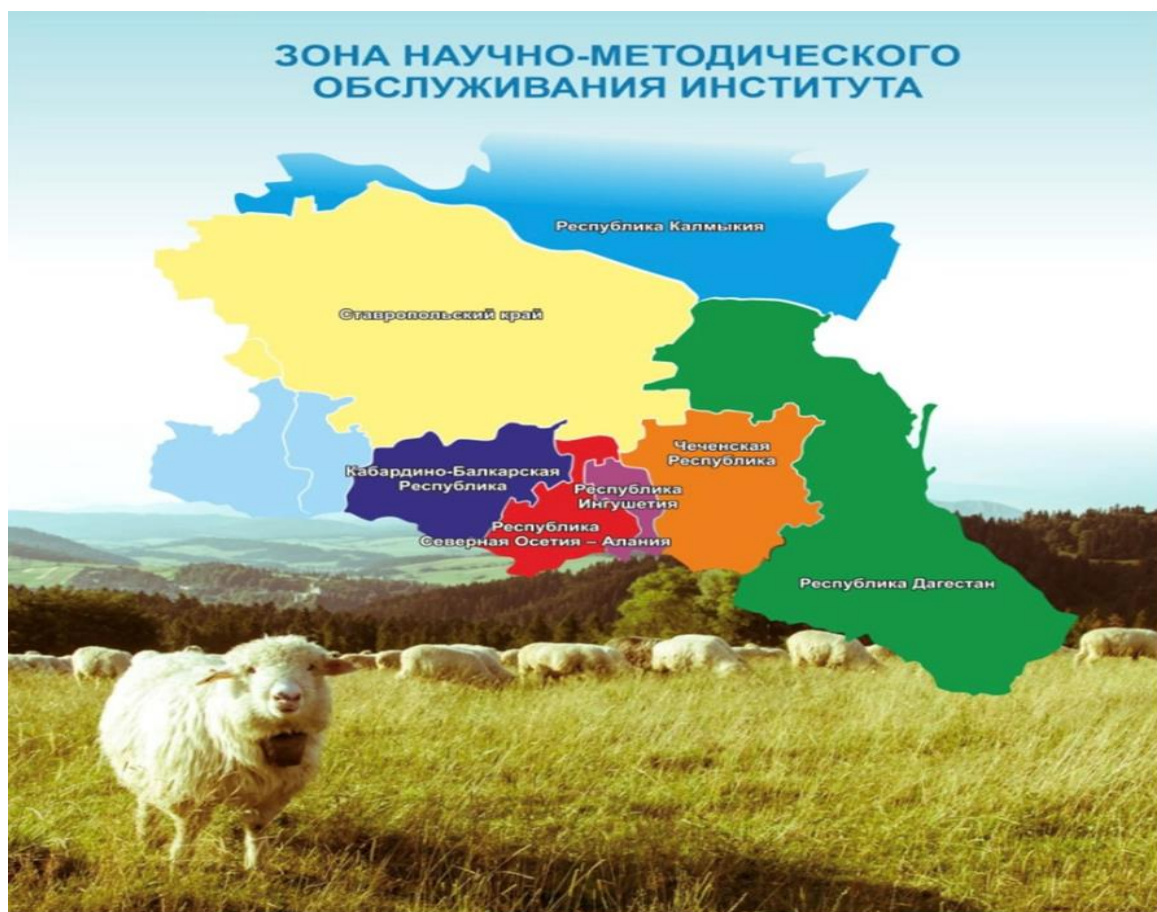 ЗОНА НАУЧНО-МЕТОДИЧЕСКОГО
ОБСЛУЖИВАНИЯ ИНСТИТУТА
Республика Калмыкия
Ставропольский край
Чеченская
Республика
Кабардино-Балкарская
Республика
Республика
Ингушетия
Республика
Северная Осетия – Алания
Республика Дагестан